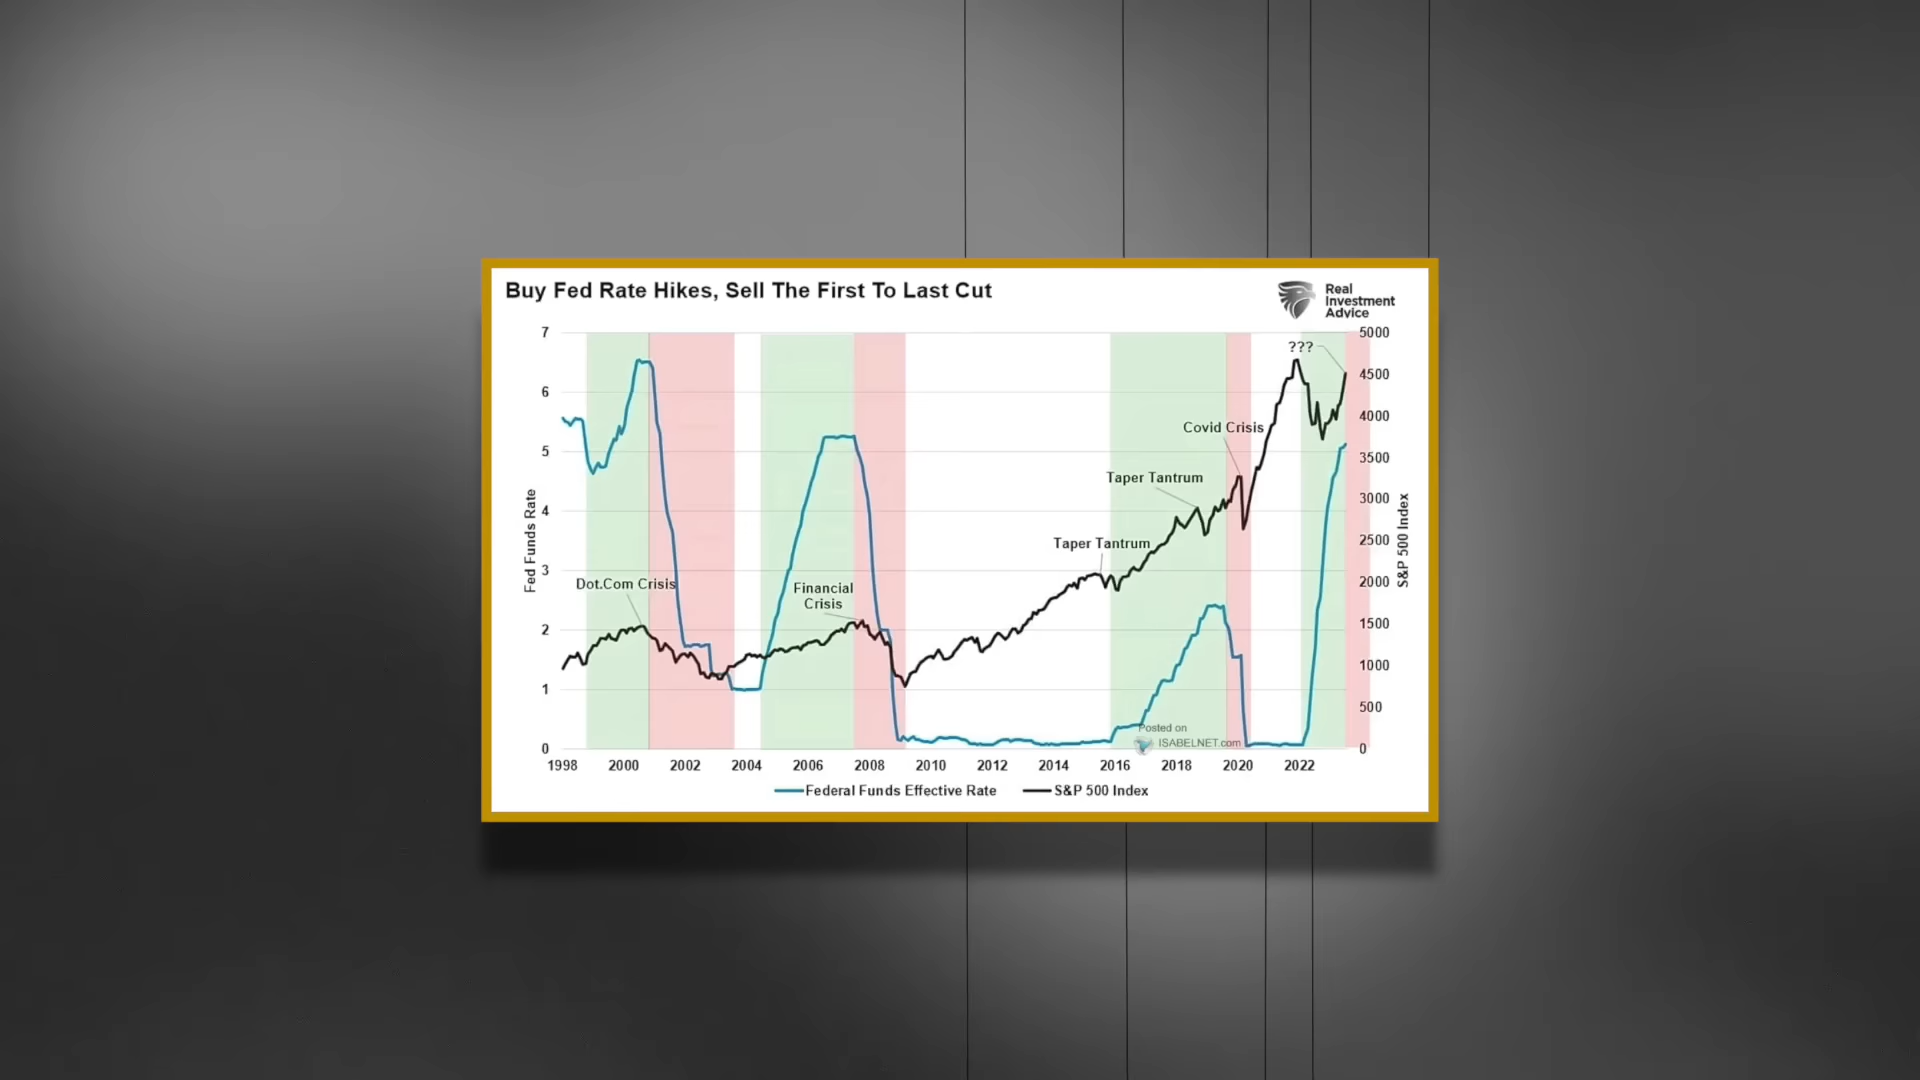 Buy Fed Rate Hikes, Sell The First To Last Cut
Real
Investment
Advice
7
6
5
4
3
2
1
0
Fed Funds Rate
5000
4500
4000
3500
3000
2500
2000
1500
1000
500
0
S&P 500 Index
???
Covid Crisis
Taper Tantrum
Taper Tantrum
Dot.Com Crisis
Financial
Crisis
Posted on
ISABELNET.com
1998 2000 2002 2004 2006 2008 2010 2012 2014 2016 2018 2020 2022
Federal Funds Effective Rate S&P 500 Index